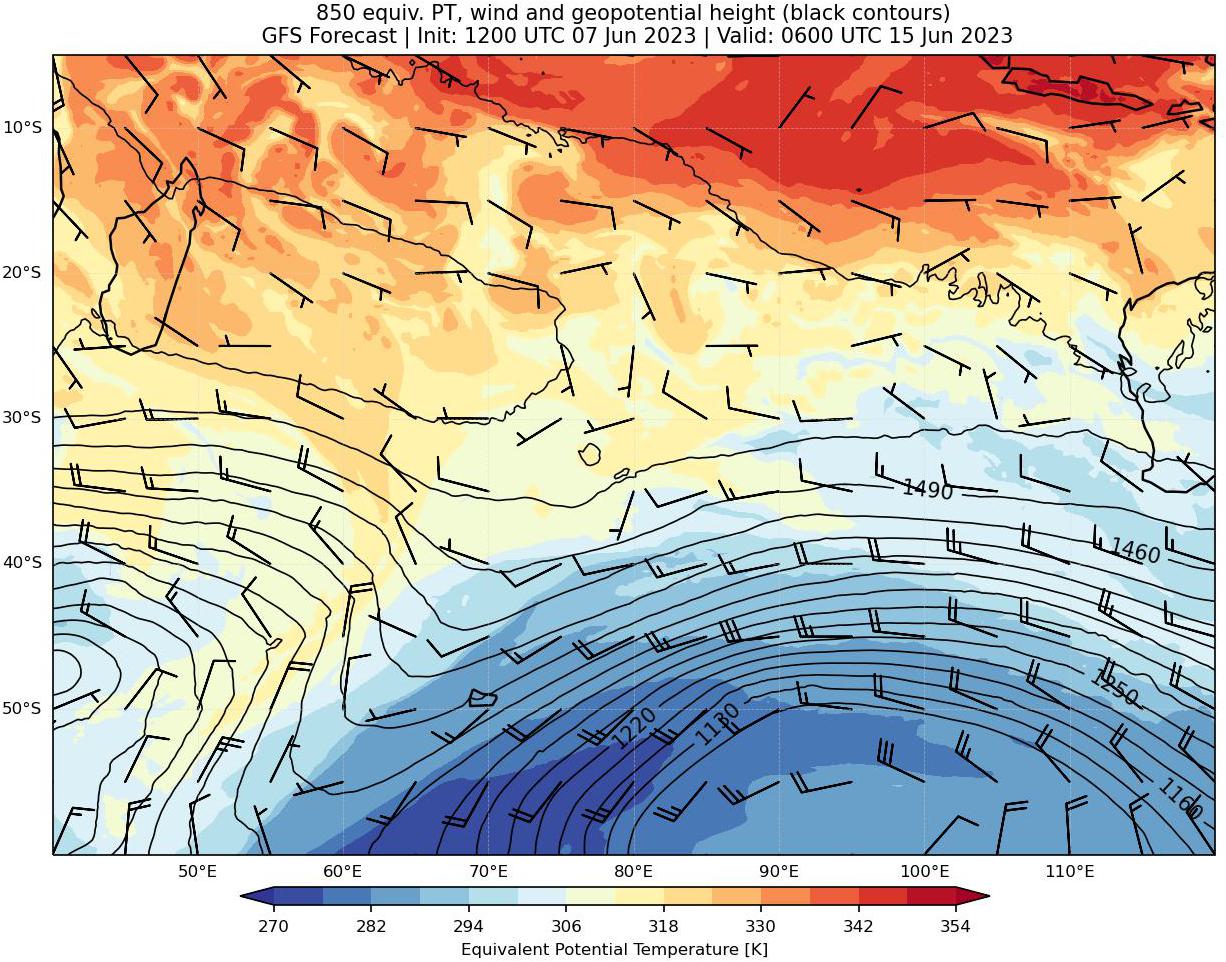 850 equiv. PT, wind and geopotential height (black contours)
GFS Forecast | Init: 1200 UTC 07 Jun 2023 | Valid: 0600 UTC 15 Jun 2023
10°S
20°S
30°S
1490
40°S
1460
50°S
1250
1220
1130
1160
50°E 60°E 70°E 80°E 90°E 100°E 110°E
270 282 294 306 318 330 342 354
Equivalent Potential Temperature [K]